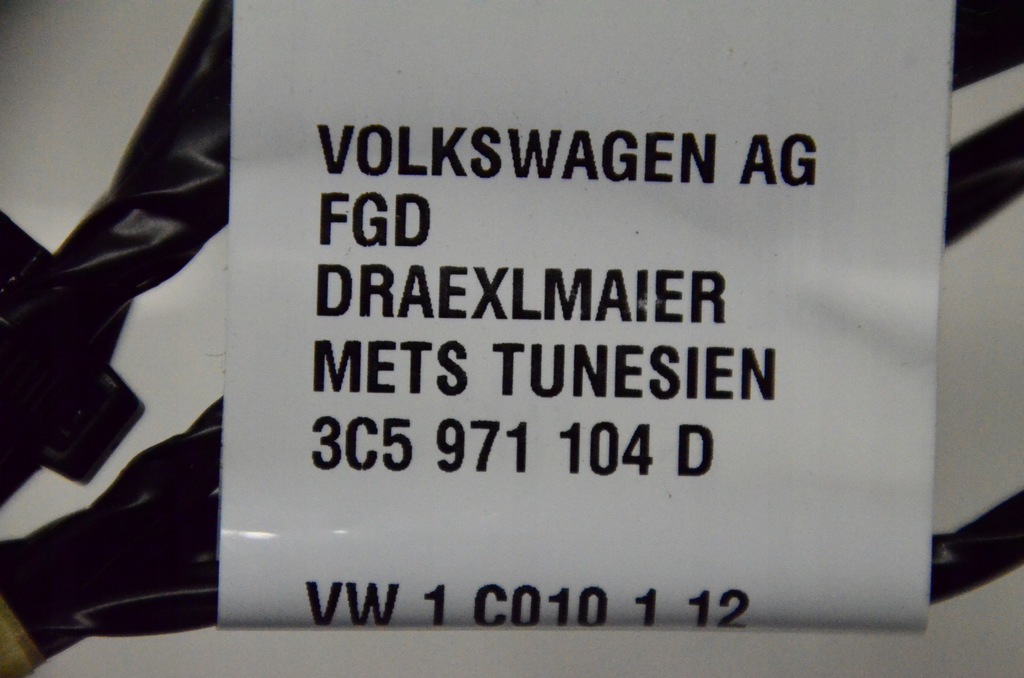 VOLKSWAGEN AG
FGD
DRAEXLMAIER
METS TUNESIEN
3C5 971 104 D
VW 1 C010 1 12